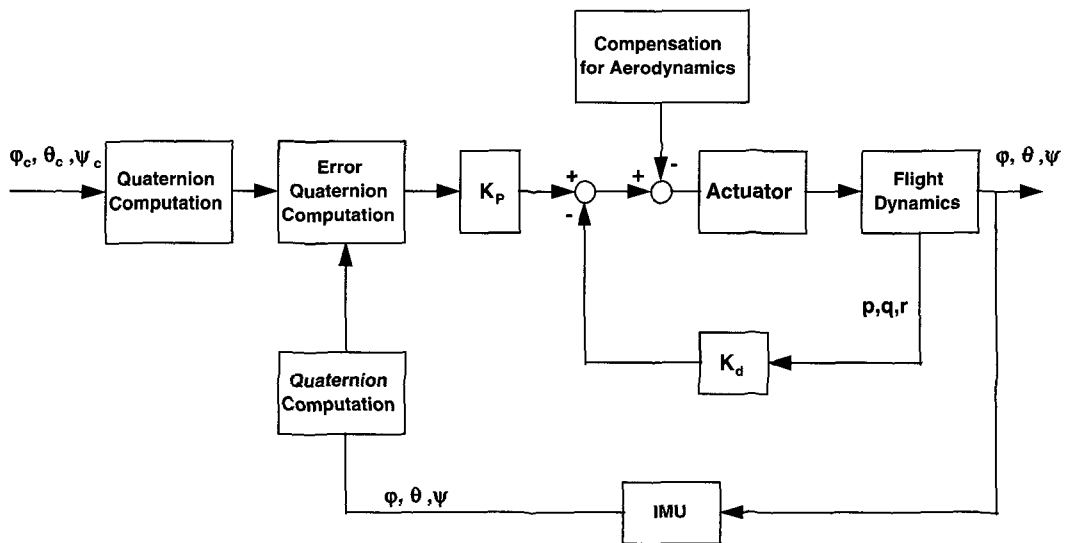 Compensation
for Aerodynamics
φc, θc ,ψc
Quaternion
Computation
Error
Quaternion
Computation
KP
+
-
+
-
Actuator
Flight
Dynamics
φ, θ ,ψ
p,q,r
Kd
Quaternion
Computation
φ, θ ,ψ
IMU